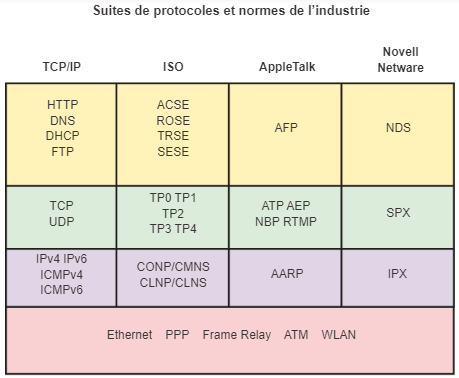 Suites de protocoles et normes de l'industrie
TCP/IP
ISO
AppleTalk
Novell
Netware
HTTP
DNS
DHCP
FTP
ACSE
ROSE
TRSE
SESE
AFP
NDS
TCP
UDP
TP0 TP1
TP2
TP3 TP4
ATP AEP
NBP RTMP
SPX
IPv4 IPv6
ICMPv4
ICMPv6
CONP/CMNS
CLNP/CLNS
AARP
IPX
Ethernet PPP Frame Relay ATM WLAN